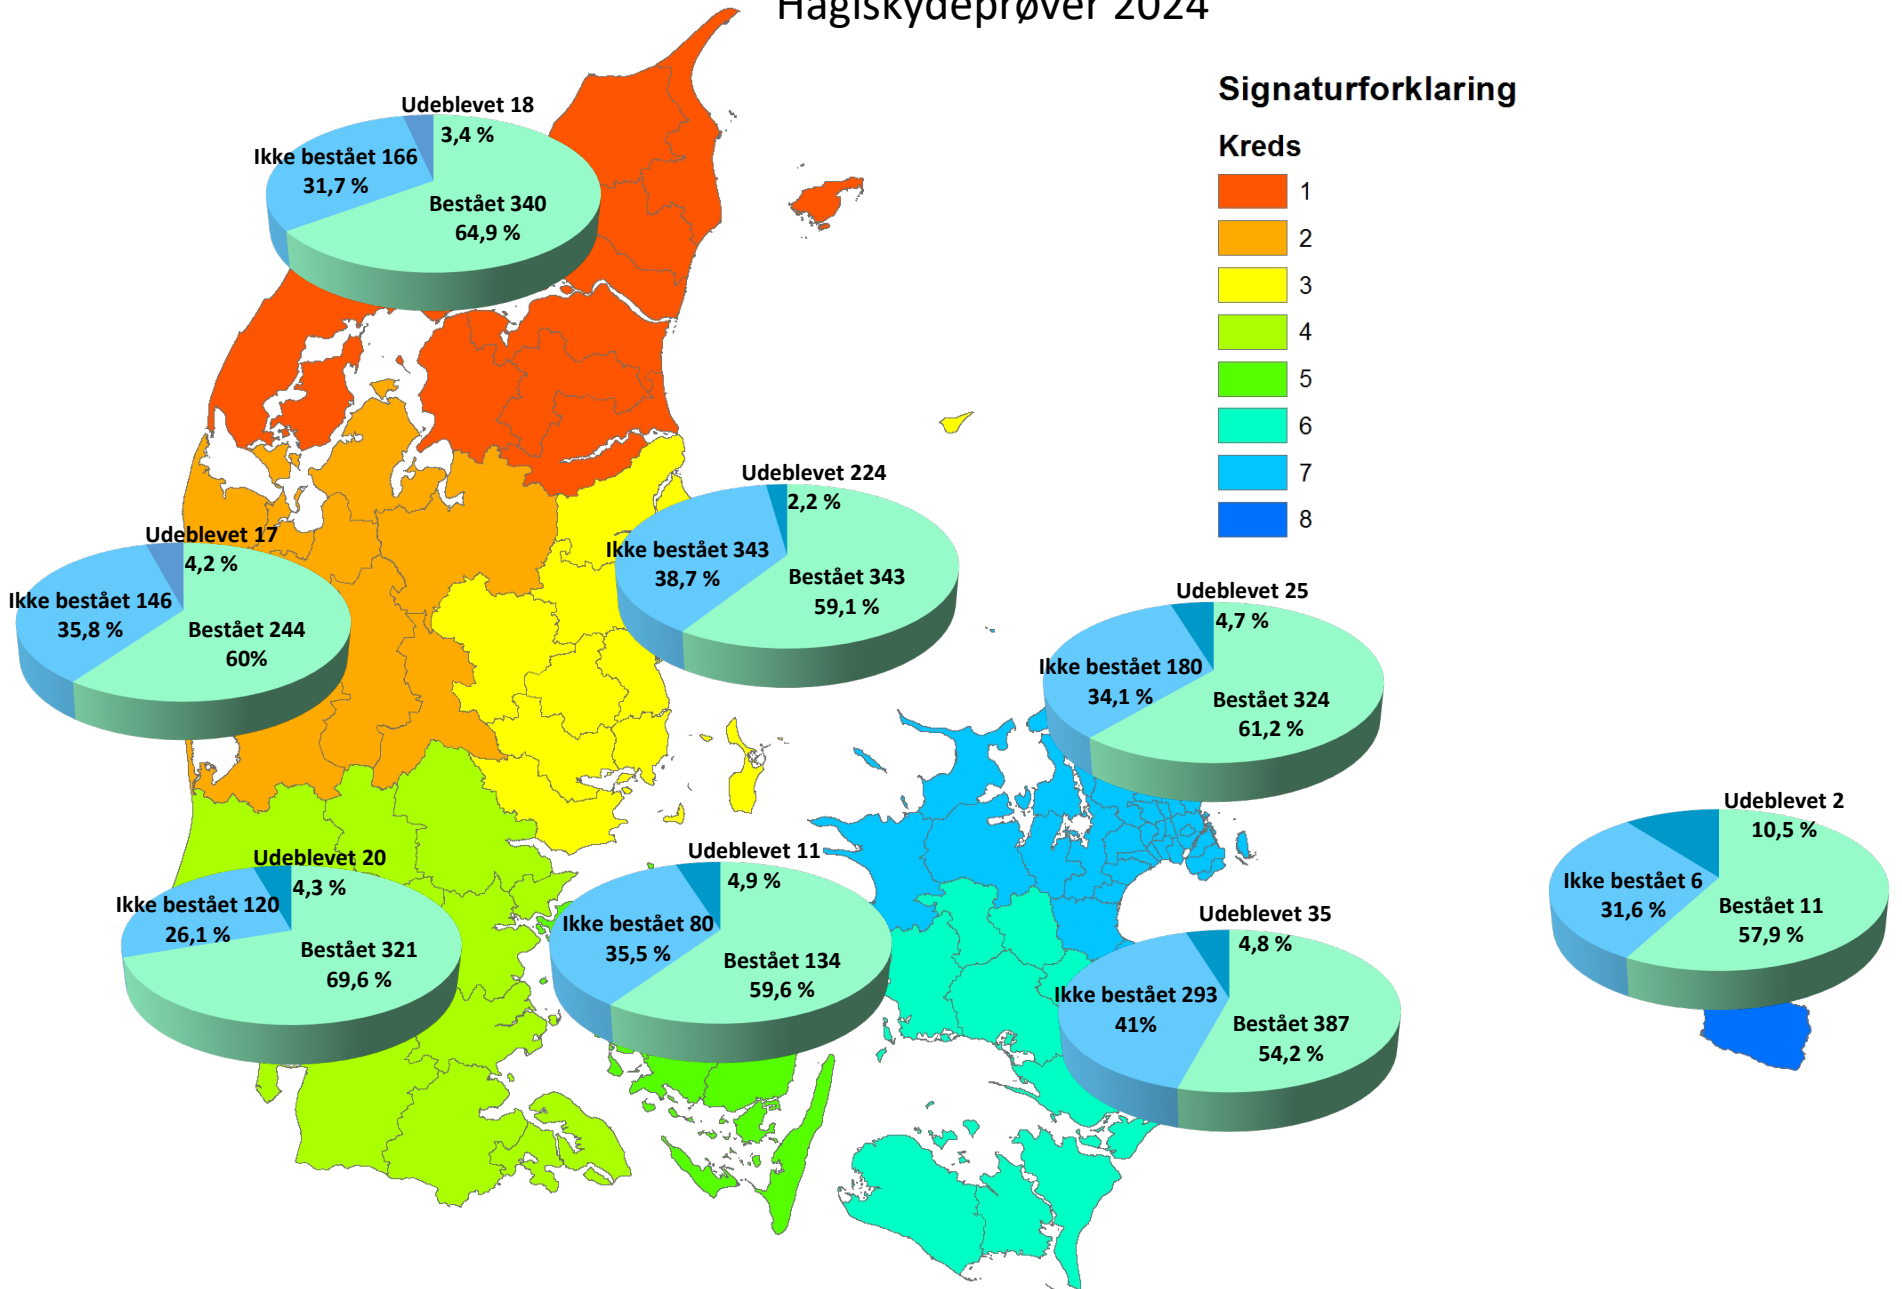 Haglskydeprøver 2024
Signaturforklaring
Kreds
1
2
3
4
5
6
7
8
Udeblevet 18
3,4 %
Ikke bestået 166
31,7 %
Bestået 340
64,9 %
Udeblevet 224
2,2 %
Ikke bestået 343
38,7 %
Bestået 343
59,1 %
Udeblevet 17
4,2 %
Ikke bestået 146
35,8 %
Bestået 244
60%
Udeblevet 25
4,7 %
Ikke bestået 180
34,1 %
Bestået 324
61,2 %
Udeblevet 2
10,5 %
Ikke bestået 6
31,6 %
Bestået 11
57,9 %
Udeblevet 20
4,3 %
Ikke bestået 120
26,1 %
Bestået 321
69,6 %
Udeblevet 11
4,9 %
Ikke bestået 80
35,5 %
Bestået 134
59,6 %
Udeblevet 35
4,8 %
Ikke bestået 293
41%
Bestået 387
54,2 %